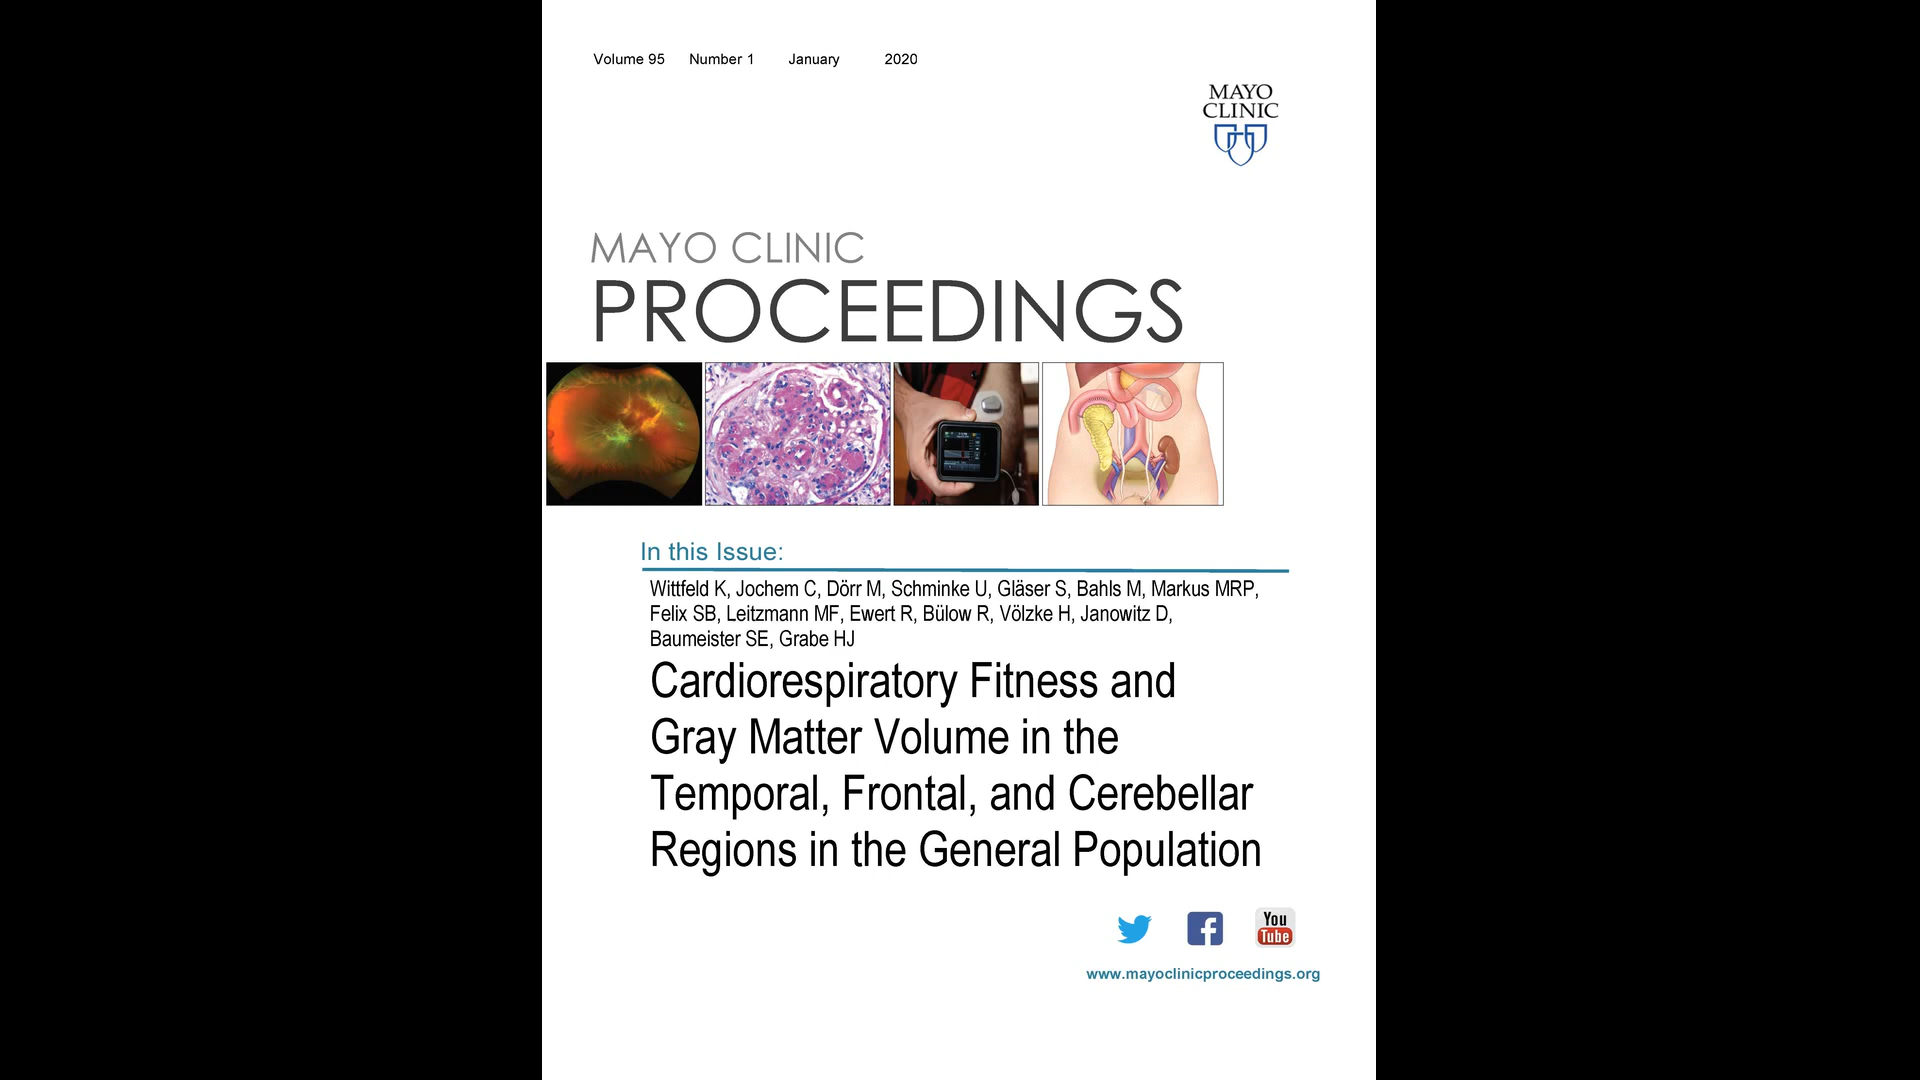 Volume 95 Number 1 January 2020
MAYO
CLINIC
MAYO CLINIC
PROCEEDINGS
In this Issue:
Wittfeld K, Jochem C, Dörr M, Schminke U, Gläser S, Bahls M, Markus MRP,
Felix SB, Leitzmann MF, Ewert R, Bülow R, Völzke H, Janowitz D,
Baumeister SE, Grabe HJ
Cardiorespiratory Fitness and
Gray Matter Volume in the
Temporal, Frontal, and Cerebellar
Regions in the General Population
You
Tube
www.mayoclinicproceedings.org